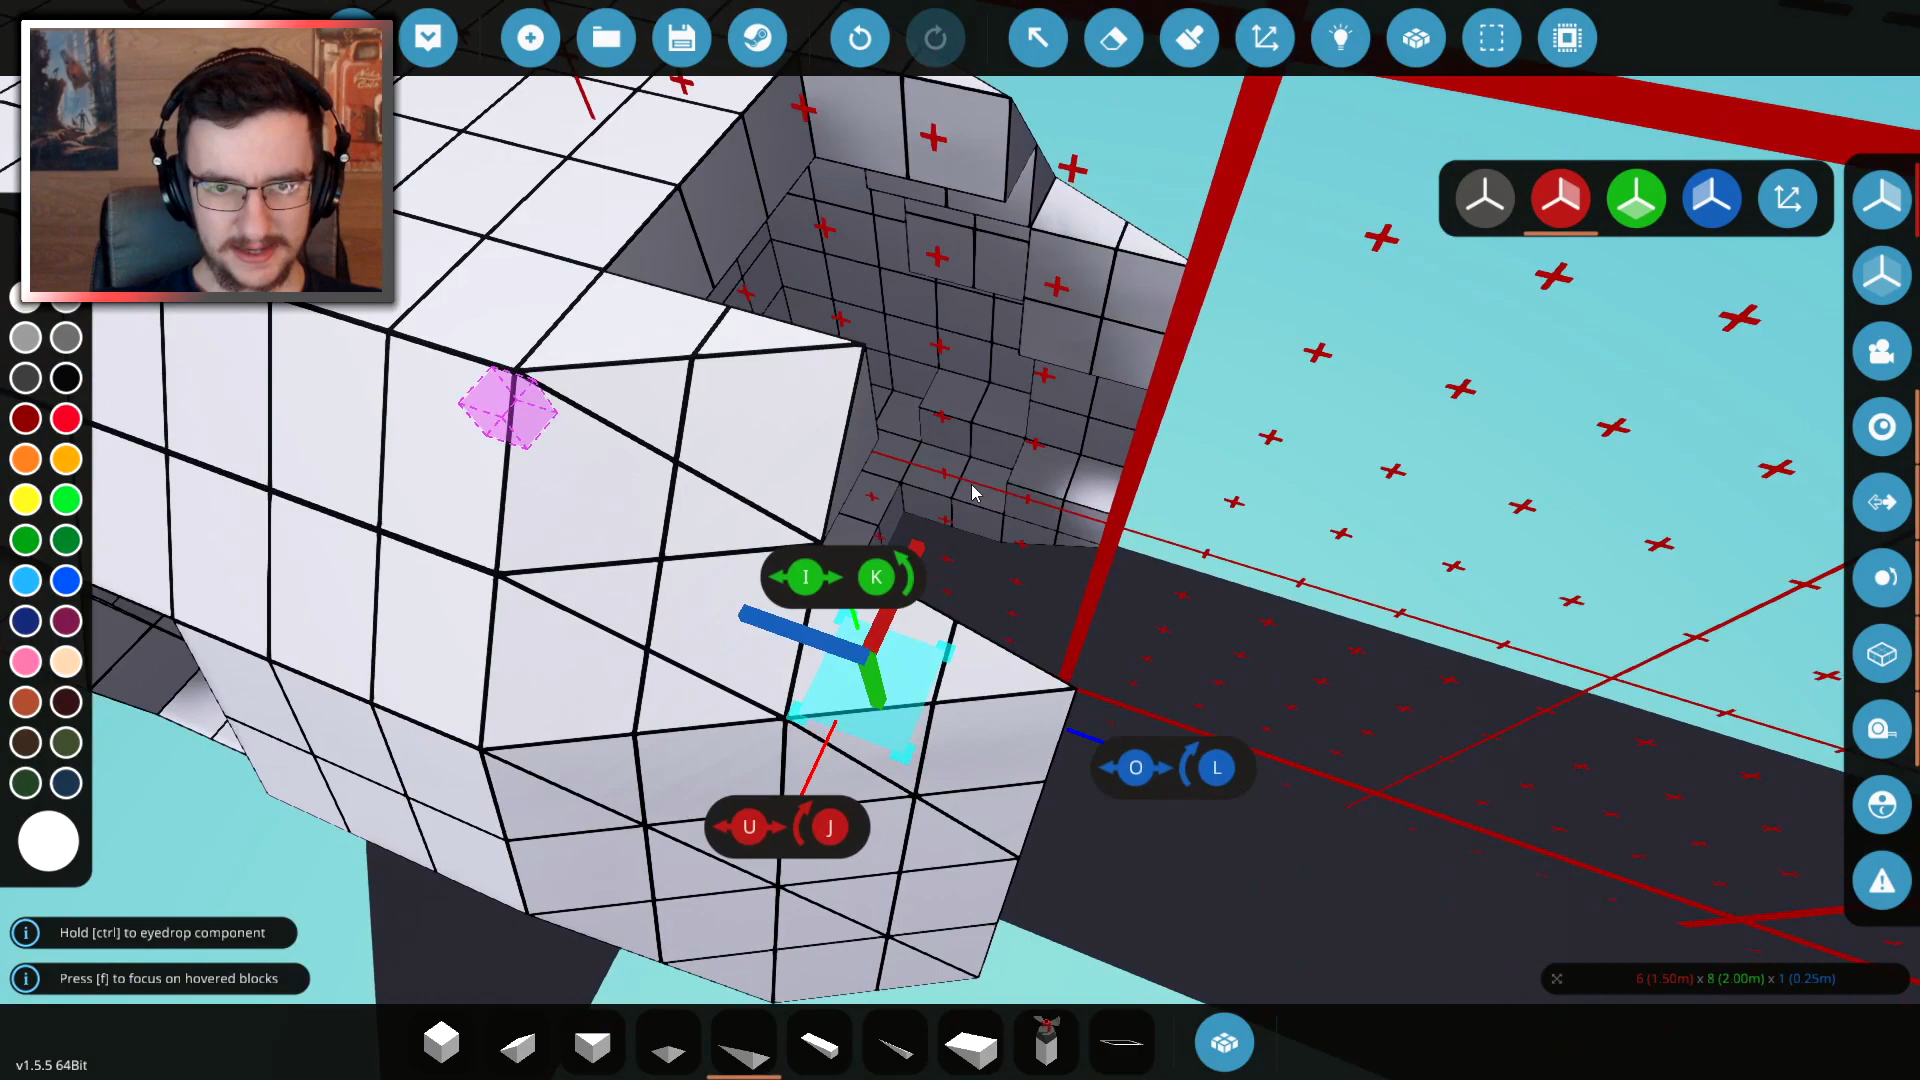 I K
O L
U J
Hold [ctrl] to eyedrop component
Press [f] to focus on hovered blocks
6 (1.50m) x 8 (2.00m) x 1 (0.25m)
v1.5.5 64Bit